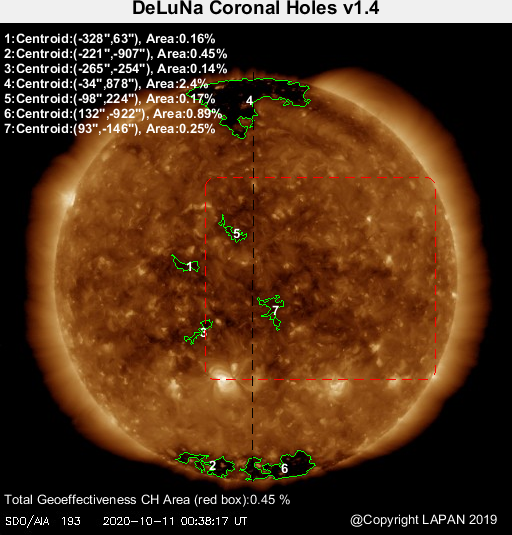 DeLuNa Coronal Holes v1.4
1:Centroid:(-328",63"), Area:0.16%
2:Centroid:(-221",-907"), Area:0.45%
3:Centroid:(-265",-254"), Area:0.14%
4:Centroid:(-34",878"), Area:2.4%
5:Centroid:(-98",224"), Area:0.17%
6:Centroid:(132",-922"), Area:0.89%
7:Centroid:(93",-146"), Area:0.25%
4
5
1
7
3
2
6
Total Geoeffectiveness CH Area (red box):0.45 %
SDO/AIA 193 2020-10-11 00:38:17 UT
@Copyright LAPAN 2019